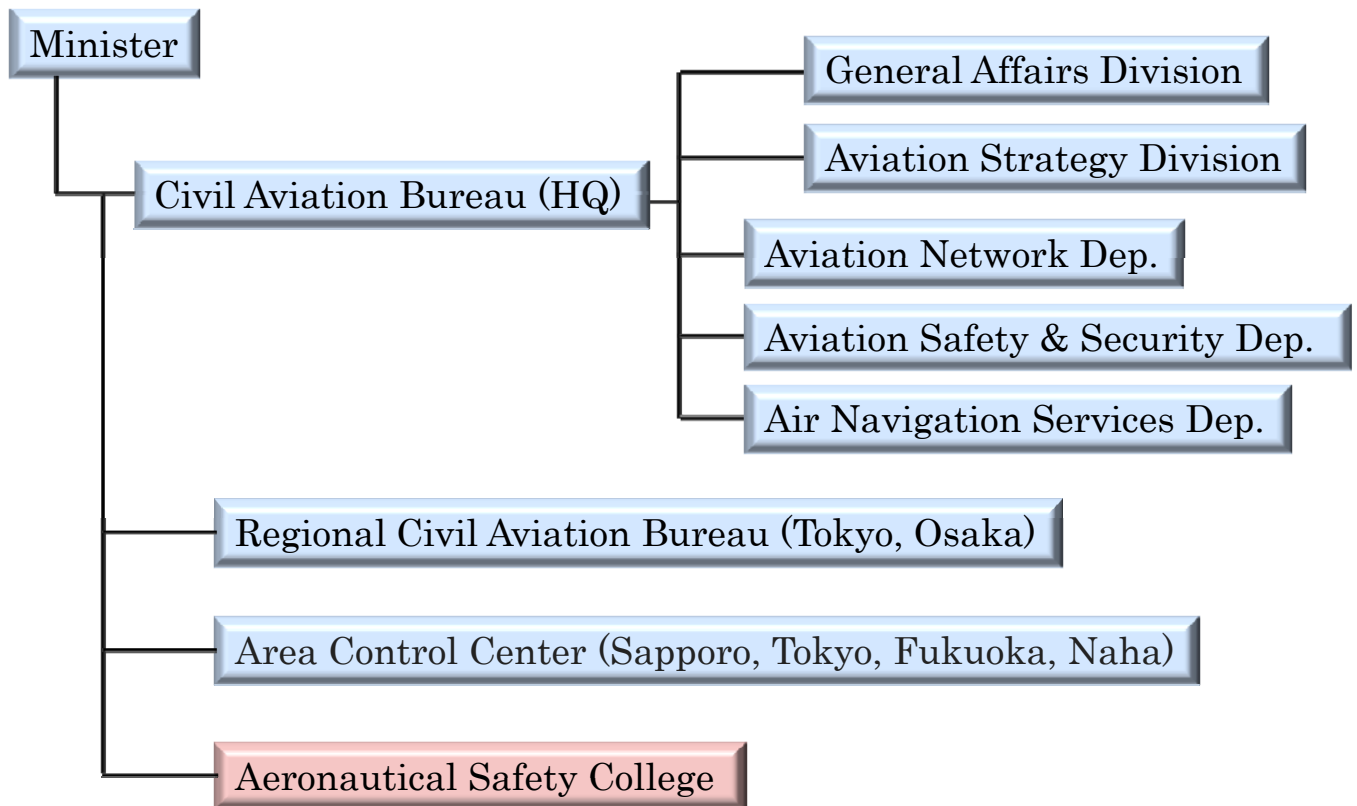 Minister
Civil Aviation Bureau (HQ)
General Affairs Division
Aviation Strategy Division
Aviation Network Dep.
Aviation Safety & Security Dep.
Air Navigation Services Dep.
Regional Civil Aviation Bureau (Tokyo, Osaka)
Area Control Center (Sapporo, Tokyo, Fukuoka, Naha)
Aeronautical Safety College